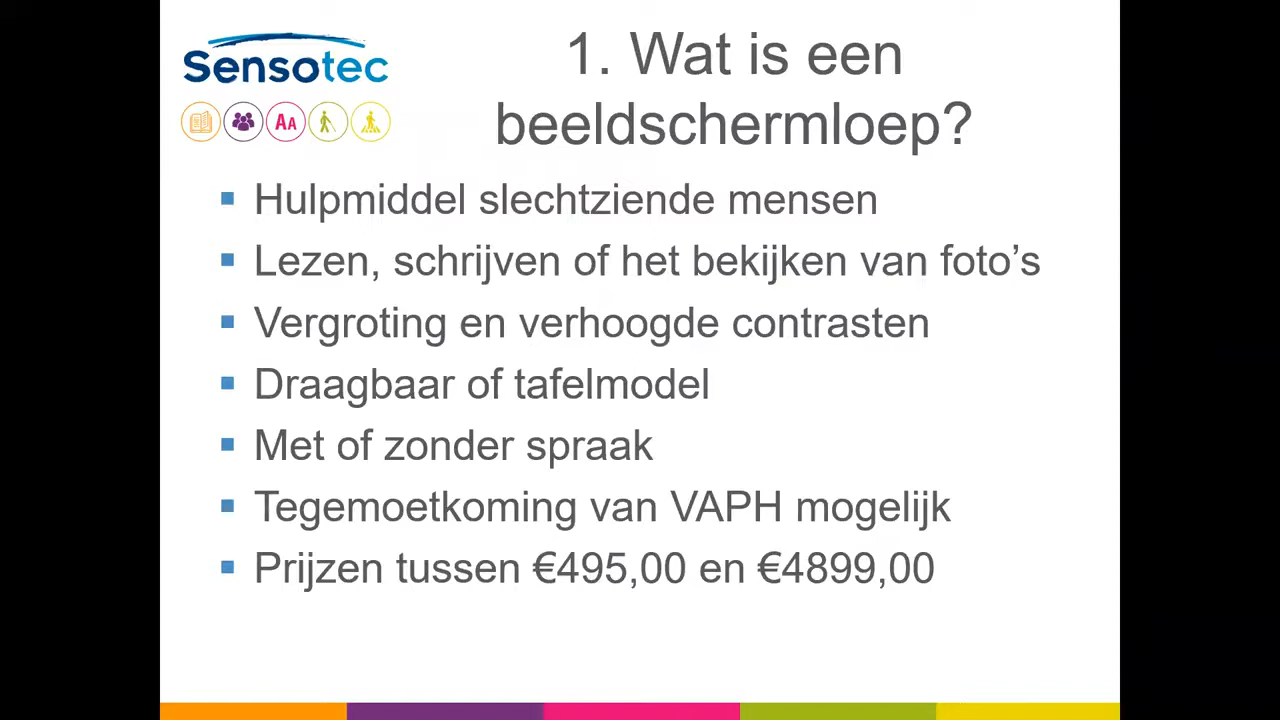 Sensotec
AA
1. Wat is een
beeldschermloep?
Hulpmiddel slechtziende mensen
Lezen, schrijven of het bekijken van foto’s
Vergroting en verhoogde contrasten
Draagbaar of tafelmodel
Met of zonder spraak
Tegemoetkoming van VAPH mogelijk
Prijzen tussen €495,00 en €4899,00